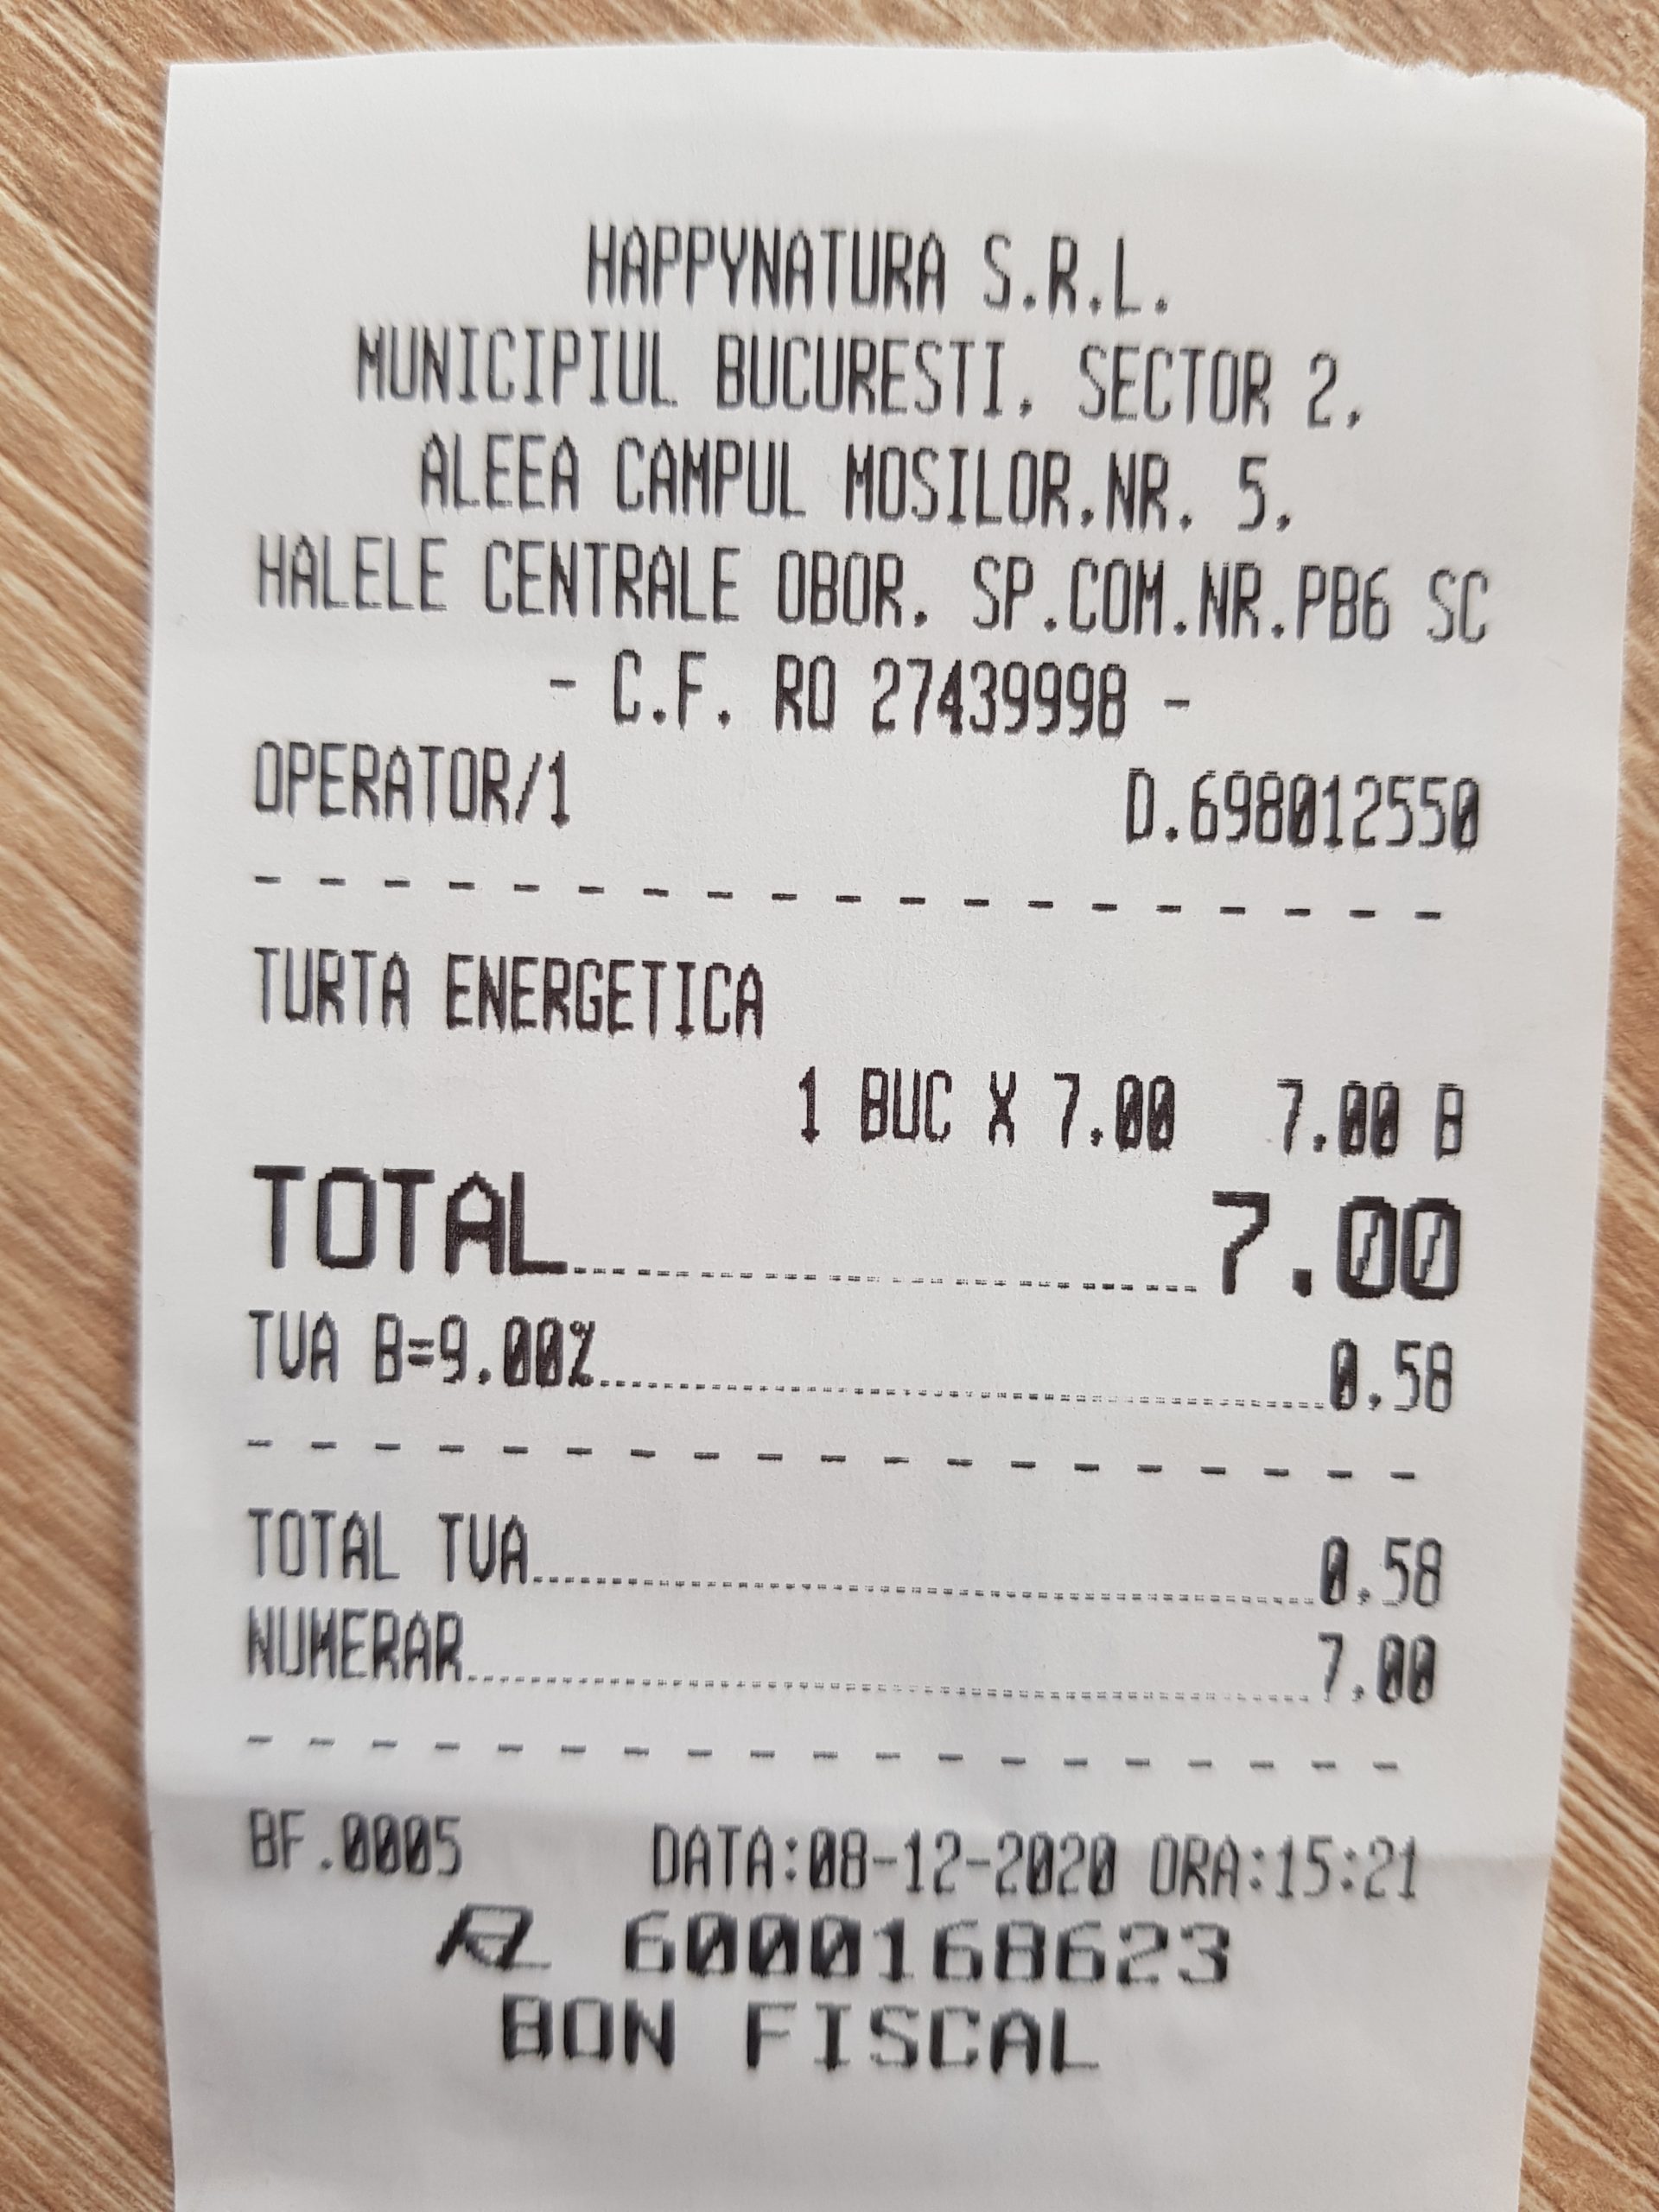 HAPPYNATURA S.R.L.
MUNICIPIUL BUCURESTI, SECTOR 2,
ALEEA CAMPUL MOSILOR,NR. 5,
HALELE CENTRALE OBOR, SP.COM.NR.PB6 SC
- C.F. RO 27439998 -
OPERATOR/1 D.698012550
- - - - - - - - - - - - - - - - - - -
TURTA ENERGETICA
1 BUC X 7.00 7.00 B
TOTAL....................7.00
TVA B=9.00%.......................0.58
- - - - - - - - - - - - - - - - - - -
TOTAL TVA.........................0.58
NUMERAR...........................7.00
- - - - - - - - - - - - - - - - - - -
BF.0005 DATA:08-12-2020 ORA:15:21
6000168623
BON FISCAL